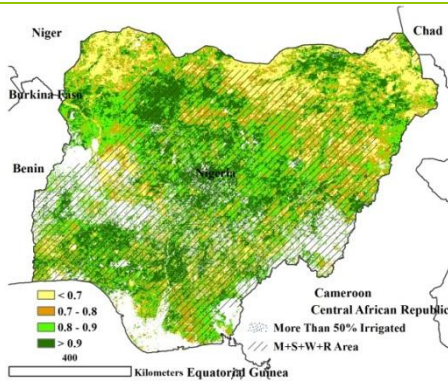 Niger
Chad
Burkina Faso
Benin
Nigeria
< 0.7
0.7 - 0.8
0.8 - 0.9
> 0.9
Cameroon
Central African Republic
More Than 50% Irrigated
M+S+W+R Area
400
Kilometers
Equatorial Guinea